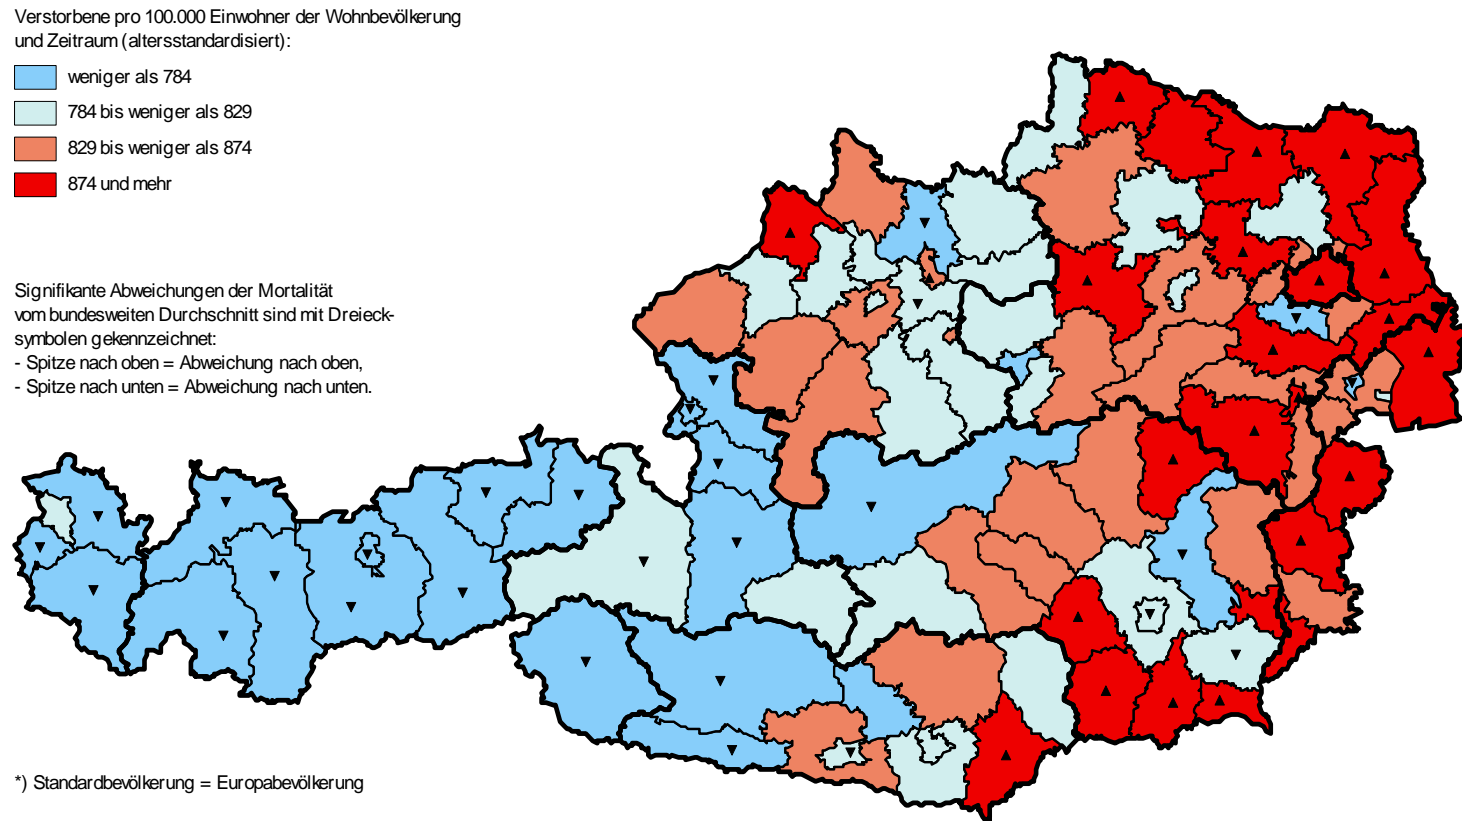 Verstorbene pro 100.000 Einwohner der Wohnbevölkerung
und Zeitraum (altersstandardisiert):
weniger als 784
784 bis weniger als 829
829 bis weniger als 874
874 und mehr
Signifikante Abweichungen der Mortalität
vom bundesweiten Durchschnitt sind mit Dreieck-
symbolen gekennzeichnet:
- Spitze nach oben = Abweichung nach oben,
- Spitze nach unten = Abweichung nach unten.
*) Standardbevölkerung = Europabevölkerung